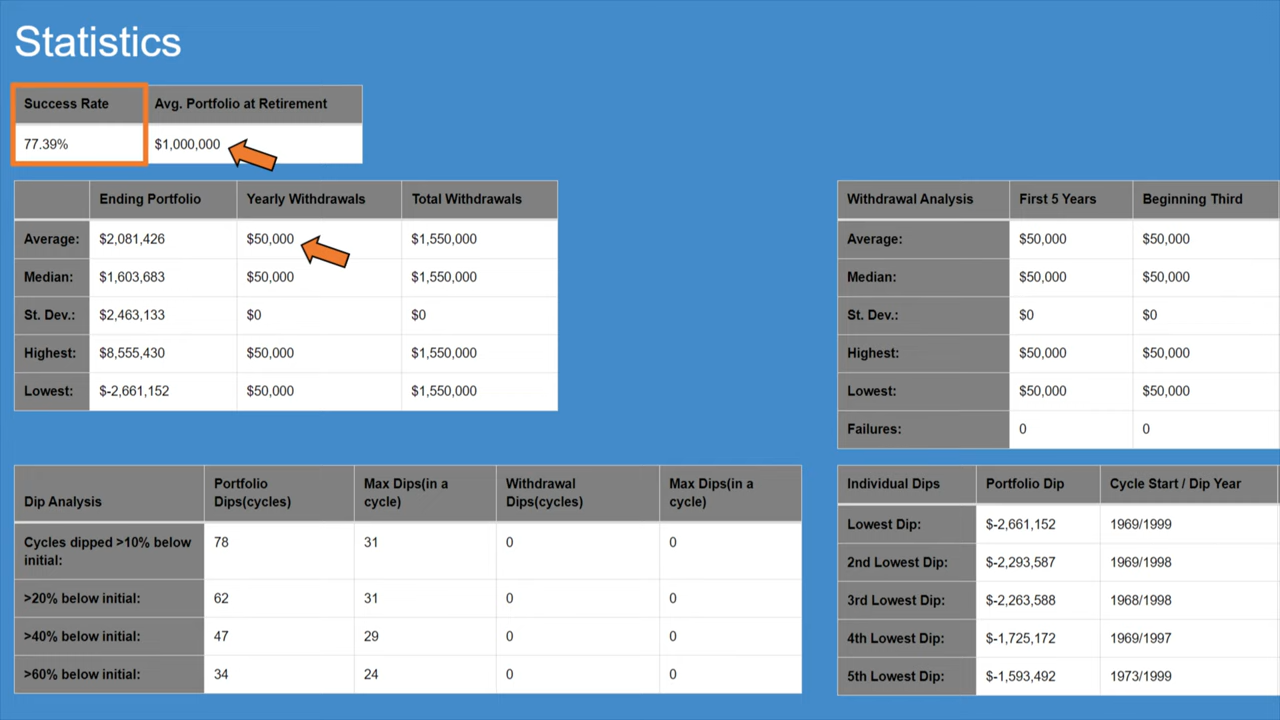 Statistics
Success Rate Avg. Portfolio at Retirement
77.39% $1,000,000
Ending Portfolio Yearly Withdrawals Total Withdrawals
Average: $2,081,426 $50,000 $1,550,000
Median: $1,603,683 $50,000 $1,550,000
St. Dev.: $2,463,133 $0 $0
Highest: $8,555,430 $50,000 $1,550,000
Lowest: $-2,661,152 $50,000 $1,550,000
Withdrawal Analysis First 5 Years Beginning Third
Average: $50,000 $50,000
Median: $50,000 $50,000
St. Dev.: $0 $0
Highest: $50,000 $50,000
Lowest: $50,000 $50,000
Failures: 0 0
Dip Analysis Portfolio Dips(cycles) Max Dips(in a cycle) Withdrawal Dips(cycles) Max Dips(in a cycle)
Cycles dipped >10% below initial: 78 31 0 0
>20% below initial: 62 31 0 0
>40% below initial: 47 29 0 0
>60% below initial: 34 24 0 0
Individual Dips Portfolio Dip Cycle Start / Dip Year
Lowest Dip: $-2,661,152 1969/1999
2nd Lowest Dip: $-2,293,587 1969/1998
3rd Lowest Dip: $-2,263,588 1968/1998
4th Lowest Dip: $-1,725,172 1969/1997
5th Lowest Dip: $-1,593,492 1973/1999